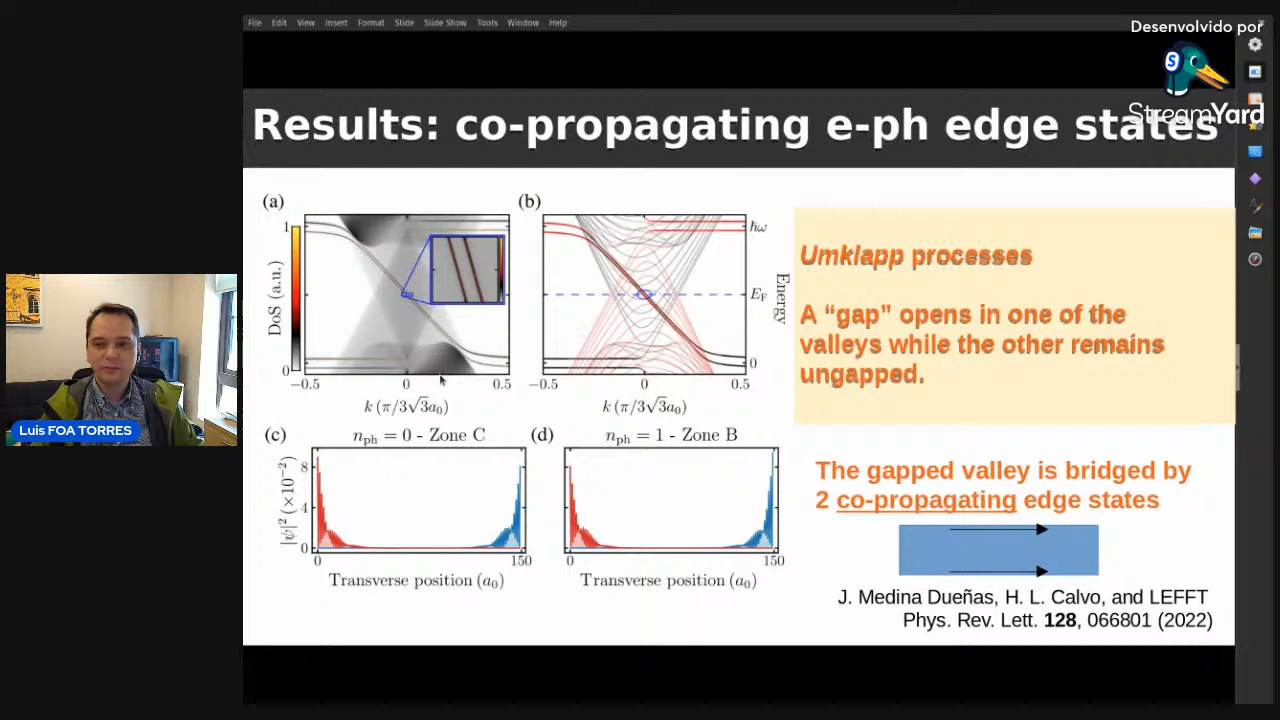 File Edit View Insert Format Slide Slide Show Tools Window Help
Desenvolvido por
StreamYard
Results: co-propagating e-ph edge states
(a)
(b)
1
DoS (a.u.)
0
−0.5 0 0.5
k (π/3√3a₀)
−0.5 0 0.5
k (π/3√3a₀)
ħω
E_F
0
Energy
Umklapp processes
A “gap” opens in one of the
valleys while the other remains
ungapped.
Luis FOA TORRES
(c)
n_ph = 0 - Zone C
(d)
n_ph = 1 - Zone B
|ψ|² (×10⁻²)
8
4
0
0 150
Transverse position (a₀)
0 150
Transverse position (a₀)
The gapped valley is bridged by
2 co-propagating edge states
J. Medina Dueñas, H. L. Calvo, and LEFFT
Phys. Rev. Lett. 128, 066801 (2022)